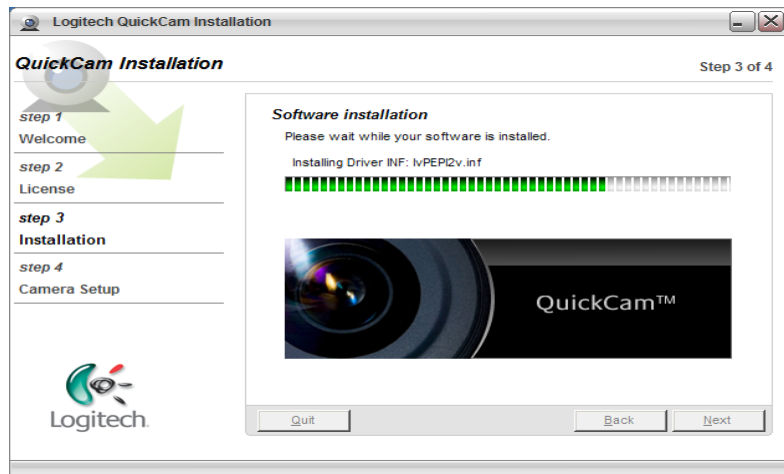 Logitech QuickCam Installation
QuickCam Installation
Step 3 of 4
step 1
Welcome
step 2
License
step 3
Installation
step 4
Camera Setup
Logitech
Software installation
Please wait while your software is installed.
Installing Driver INF: lvPEPI2v.inf
QuickCam™
Quit
Back
Next